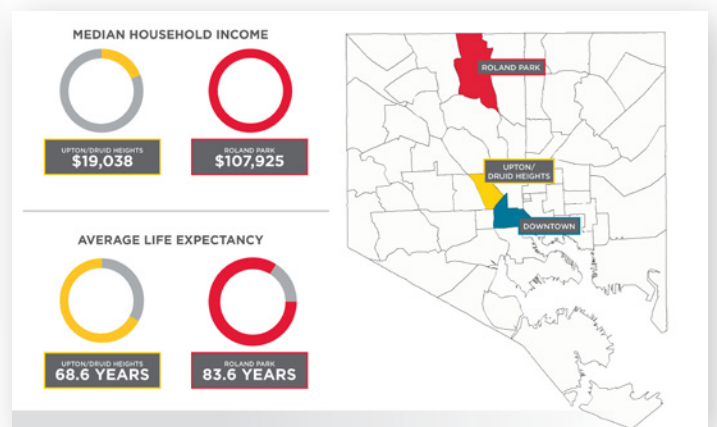 MEDIAN HOUSEHOLD INCOME
UPTON/DRUID HEIGHTS
$19,038
ROLAND PARK
$107,925
AVERAGE LIFE EXPECTANCY
UPTON/DRUID HEIGHTS
68.6 YEARS
ROLAND PARK
83.6 YEARS
ROLAND PARK
UPTON/
DRUID HEIGHTS
DOWNTOWN